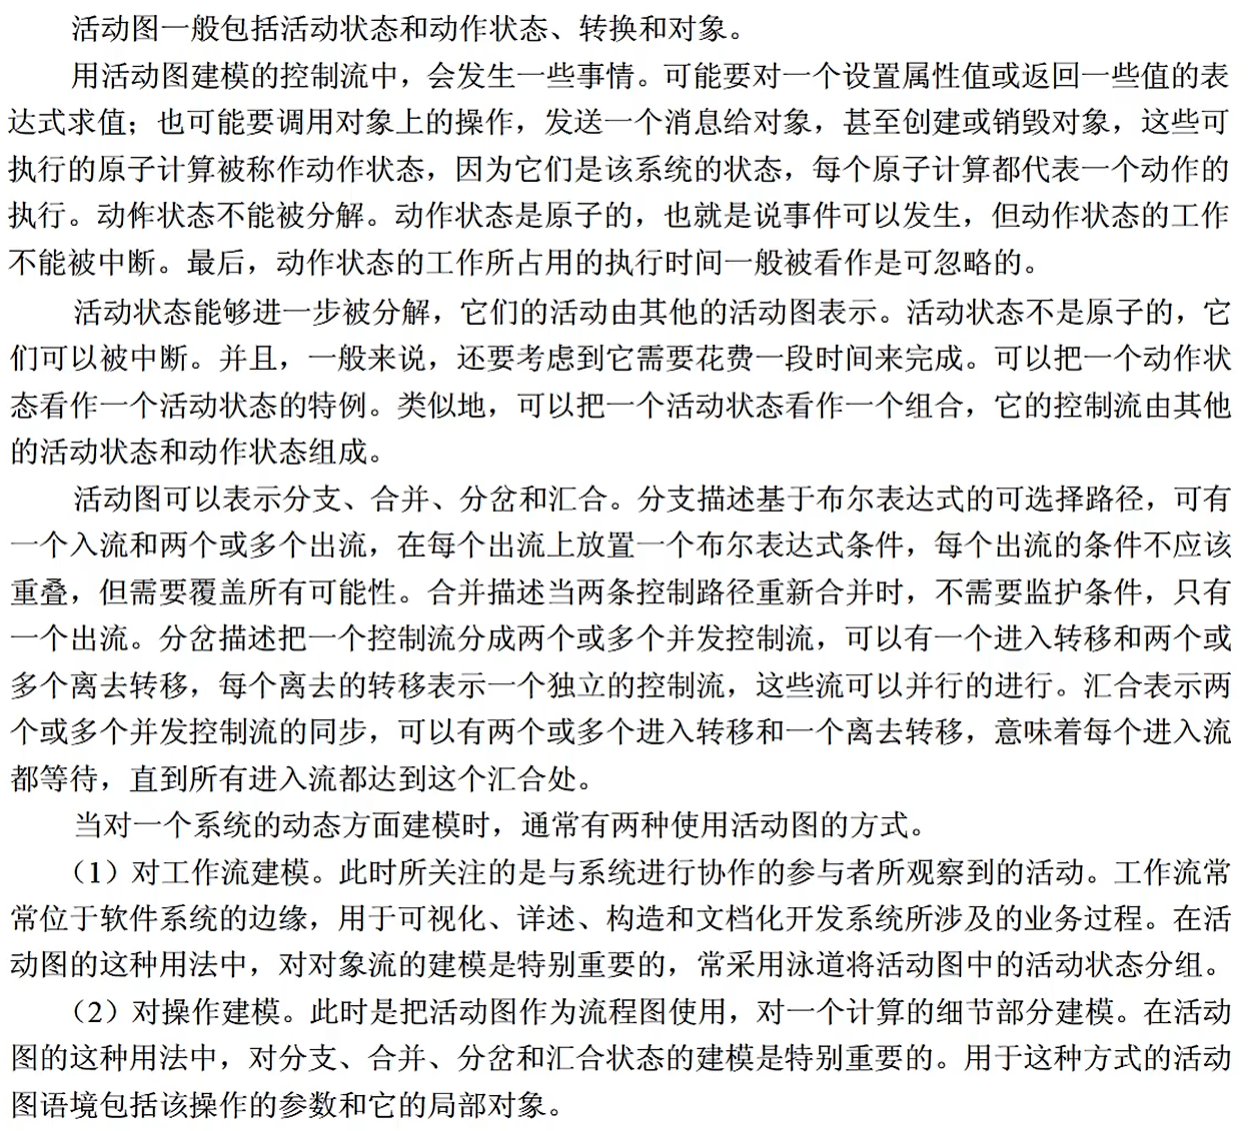 活动图一般包括活动状态和动作状态、转换和对象。
用活动图建模的控制流中，会发生一些事情。可能要对一个设置属性值或返回一些值的表
达式求值；也可能要调用对象上的操作，发送一个消息给对象，甚至创建或销毁对象，这些可
执行的原子计算被称作动作状态，因为它们是该系统的状态，每个原子计算都代表一个动作的
执行。动作状态不能被分解。动作状态是原子的，也就是说事件可以发生，但动作状态的工作
不能被中断。最后，动作状态的工作所占用的执行时间一般被看作是可忽略的。
活动状态能够进一步被分解，它们的活动由其他的活动图表示。活动状态不是原子的，它
们可以被中断。并且，一般来说，还要考虑到它需要花费一段时间来完成。可以把一个动作状
态看作一个活动状态的特例。类似地，可以把一个活动状态看作一个组合，它的控制流由其他
的活动状态和动作状态组成。
活动图可以表示分支、合并、分岔和汇合。分支描述基于布尔表达式的可选择路径，可有
一个入流和两个或多个出流，在每个出流上放置一个布尔表达式条件，每个出流的条件不应该
重叠，但需要覆盖所有可能性。合并描述当两条控制路径重新合并时，不需要监护条件，只有
一个出流。分岔描述把一个控制流分成两个或多个并发控制流，可以有一个进入转移和两个或
多个离去转移，每个离去的转移表示一个独立的控制流，这些流可以并行的进行。汇合表示两
个或多个并发控制流的同步，可以有两个或多个进入转移和一个离去转移，意味着每个进入流
都等待，直到所有进入流都达到这个汇合处。
当对一个系统的动态方面建模时，通常有两种使用活动图的方式。
（1）对工作流建模。此时所关注的是与系统进行协作的参与者所观察到的活动。工作流常
常位于软件系统的边缘，用于可视化、详述、构造和文档化开发系统所涉及的业务过程。在活
动图的这种用法中，对对象流的建模是特别重要的，常采用泳道将活动图中的活动状态分组。
（2）对操作建模。此时是把活动图作为流程图使用，对一个计算的细节部分建模。在活动
图的这种用法中，对分支、合并、分岔和汇合状态的建模是特别重要的。用于这种方式的活动
图语境包括该操作的参数和它的局部对象。